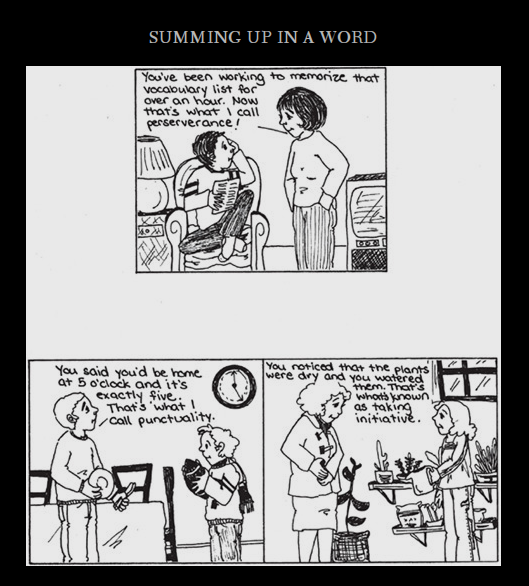 SUMMING UP IN A WORD
You've been working to memorize that
vocabulary list for
over an hour. Now
that's what I call
perserverance!
You said you'd be home
at 5 o'clock and it's
exactly five.
That's what I
call punctuality.
You noticed that the plants
were dry and you watered
them. That's
what's known
as taking
initiative.